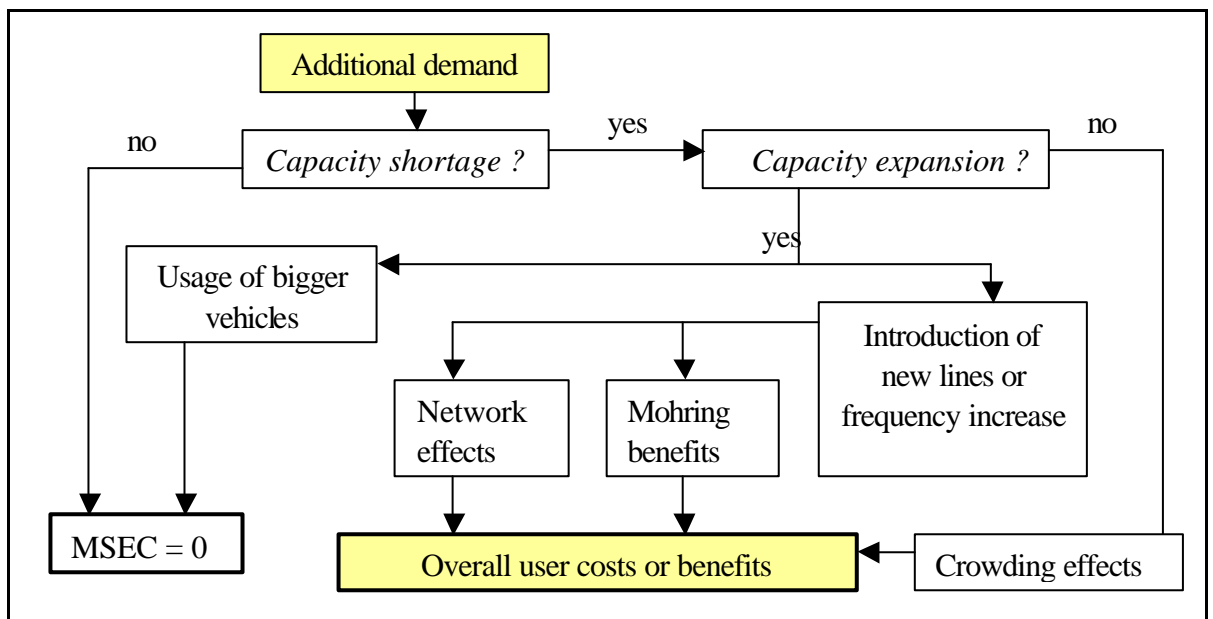 Additional demand
no
yes
no
Capacity shortage ?
Capacity expansion ?
yes
Usage of bigger
vehicles
Introduction of
new lines or
frequency increase
Network
effects
Mohring
benefits
MSEC = 0
Overall user costs or benefits
Crowding effects